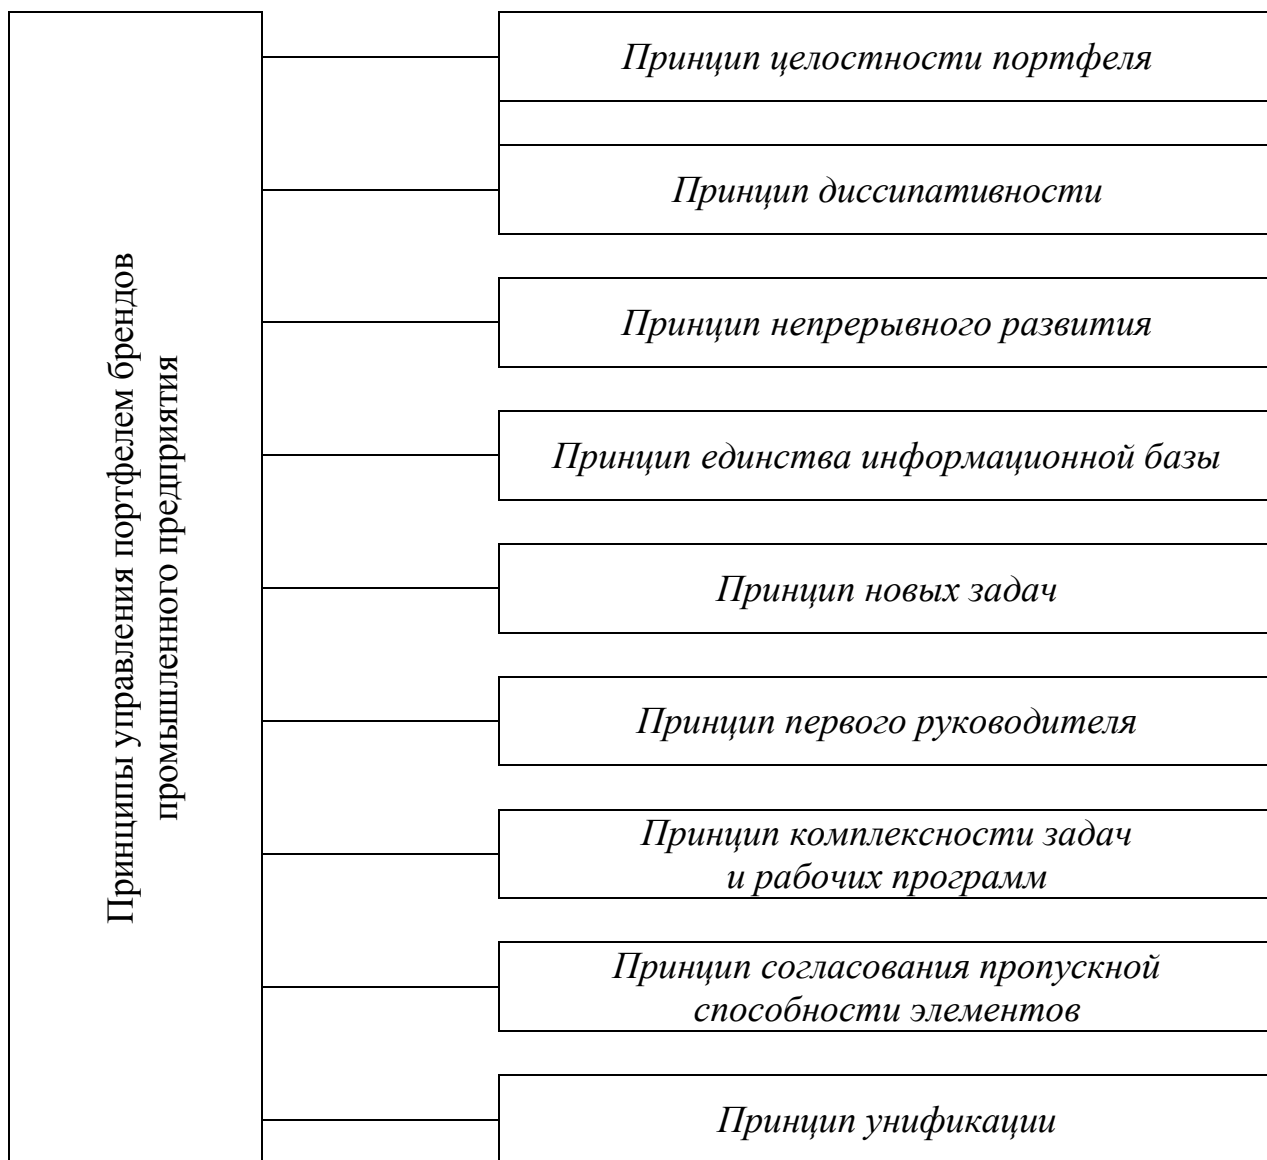 Принципы управления портфелем брендов
промышленного предприятия
Принцип целостности портфеля
Принцип диссипативности
Принцип непрерывного развития
Принцип единства информационной базы
Принцип новых задач
Принцип первого руководителя
Принцип комплексности задач
и рабочих программ
Принцип согласования пропускной
способности элементов
Принцип унификации